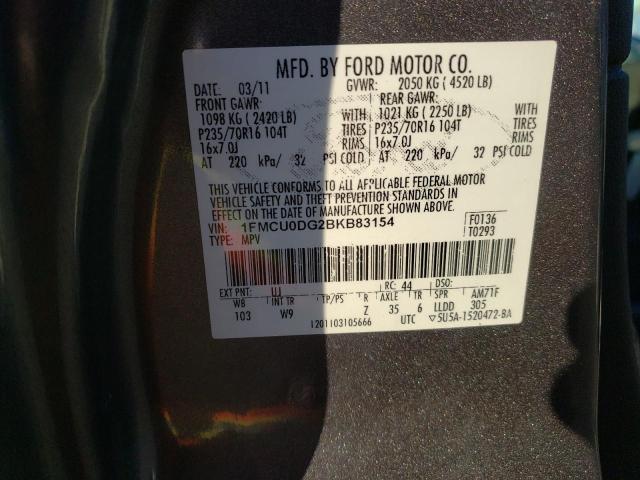 MFD. BY FORD MOTOR CO.
DATE: 03/11 GVWR: 2050 KG ( 4520 LB)
FRONT GAWR: REAR GAWR:
1098 KG ( 2420 LB) WITH 1021 KG ( 2250 LB) WITH
P235/70R16 104T TIRES P235/70R16 104T TIRES
16x7.0J RIMS 16x7.0J RIMS
AT 220 kPa/ 32 PSI COLD AT 220 kPa/ 32 PSI COLD
THIS VEHICLE CONFORMS TO ALL APPLICABLE FEDERAL MOTOR
VEHICLE SAFETY AND THEFT PREVENTION STANDARDS IN
EFFECT ON THE DATE OF MANUFACTURE SHOWN ABOVE.
VIN: 1FMCU0DG2BKB83154 F0136
TYPE: MPV T0293
EXT PNT: UJ RC: 44 DSO:
W8 INT TR TP/PS R AXLE TR SPR AM71F
103 W9 Z 35 6 LLDD 305
1201103105666 UTC ▽5U5A-1520472-BA